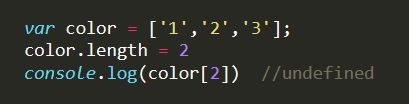 var color = ['1','2','3'];
color.length = 2
console.log(color[2])  //undefined